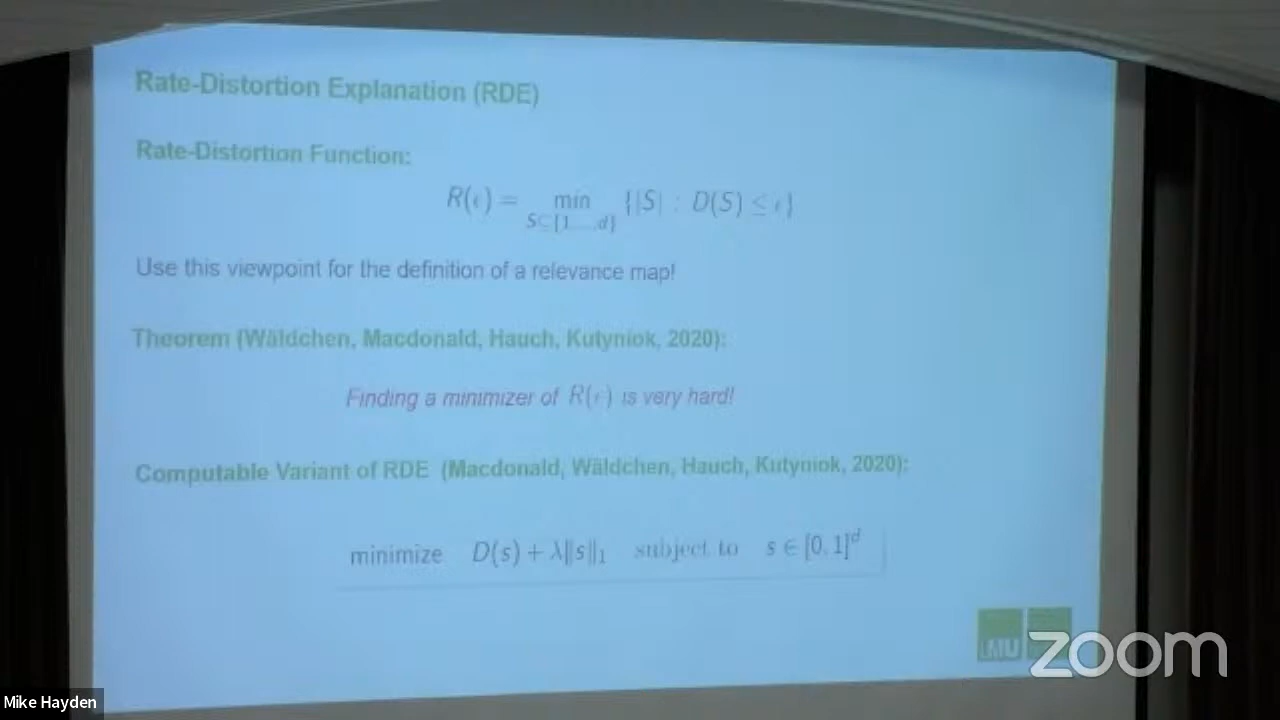 Rate-Distortion Explanation (RDE)
Rate-Distortion Function:
R(ϵ) = min {|S| : D(S) ≤ ϵ}
S⊆{1,...,d}
Use this viewpoint for the definition of a relevance map!
Theorem (Wäldchen, Macdonald, Hauch, Kutyniok, 2020):
Finding a minimizer of R(ϵ) is very hard!
Computable Variant of RDE (Macdonald, Wäldchen, Hauch, Kutyniok, 2020):
minimize D(s) + λ‖s‖₁ subject to s ∈ [0, 1]ᵈ
LMU
zoom
Mike Hayden